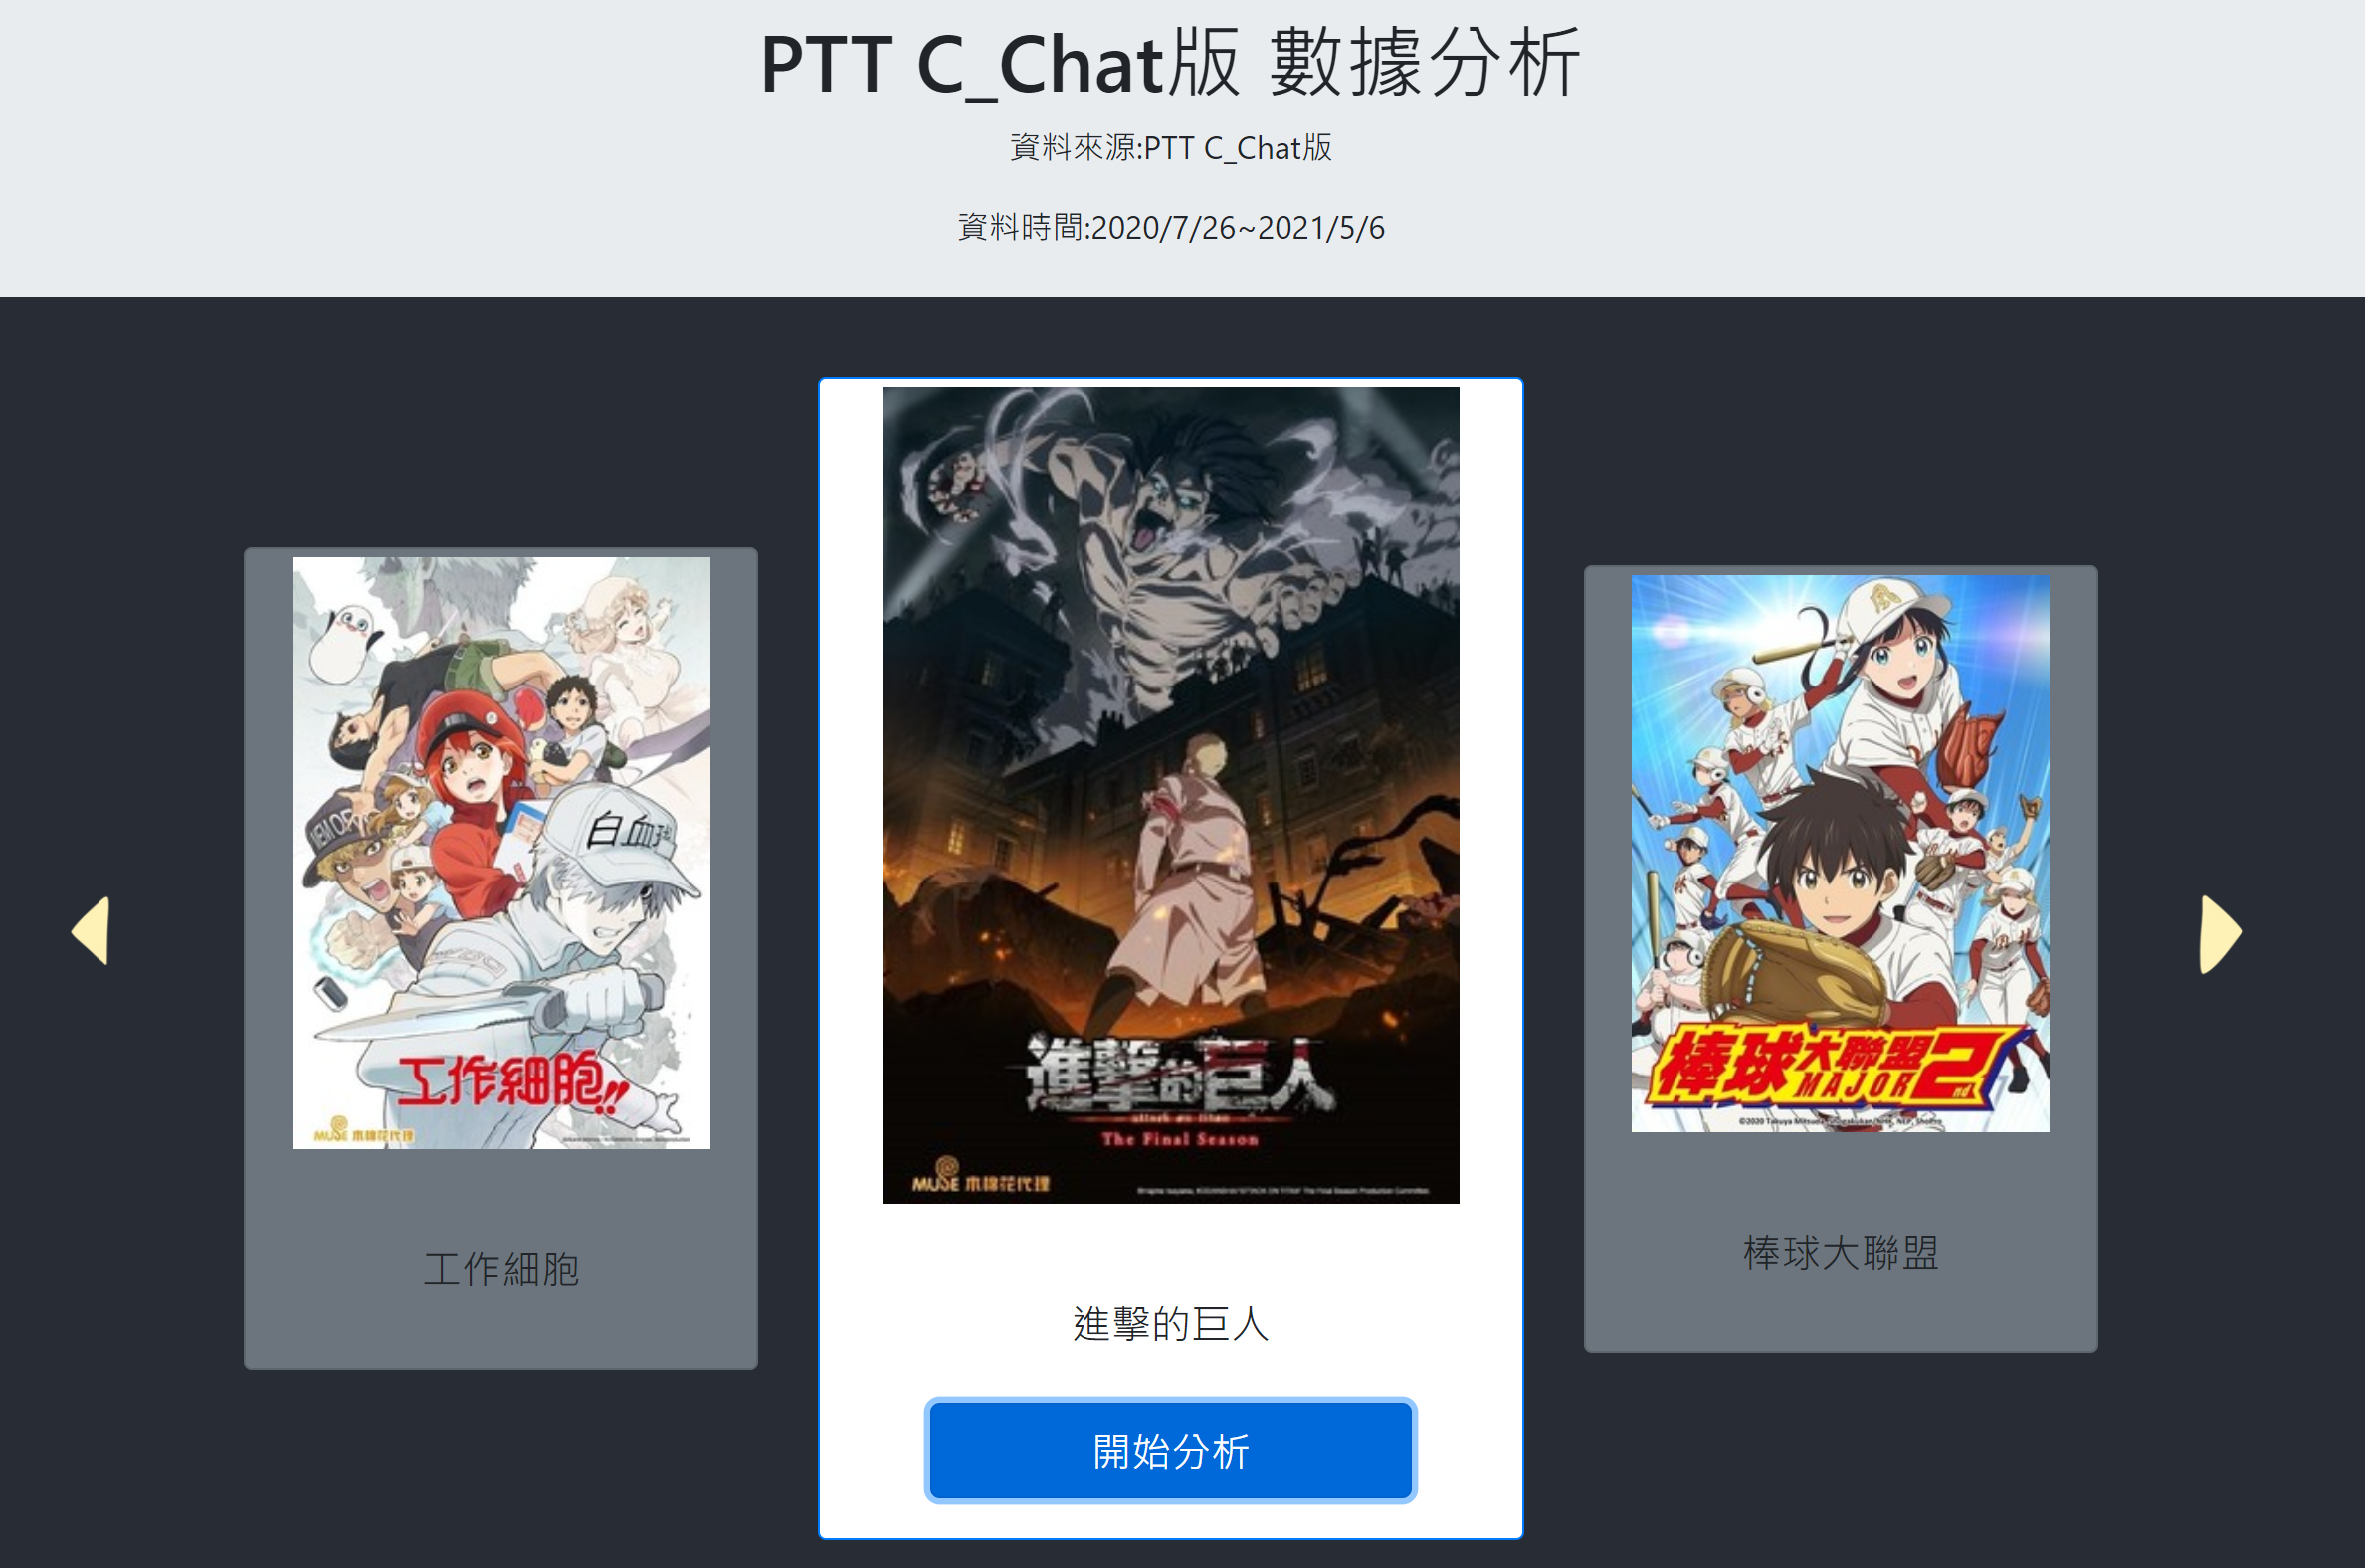 PTT C_Chat版 數據分析
資料來源:PTT C_Chat版
資料時間:2020/7/26~2021/5/6
白血球
工作細胞!!
MUSE 木棉花代理
工作細胞
進擊的巨人
attack on titan
The Final Season
MUSE 木棉花代理
進擊的巨人
開始分析
棒球大聯盟2nd
MAJOR
棒球大聯盟